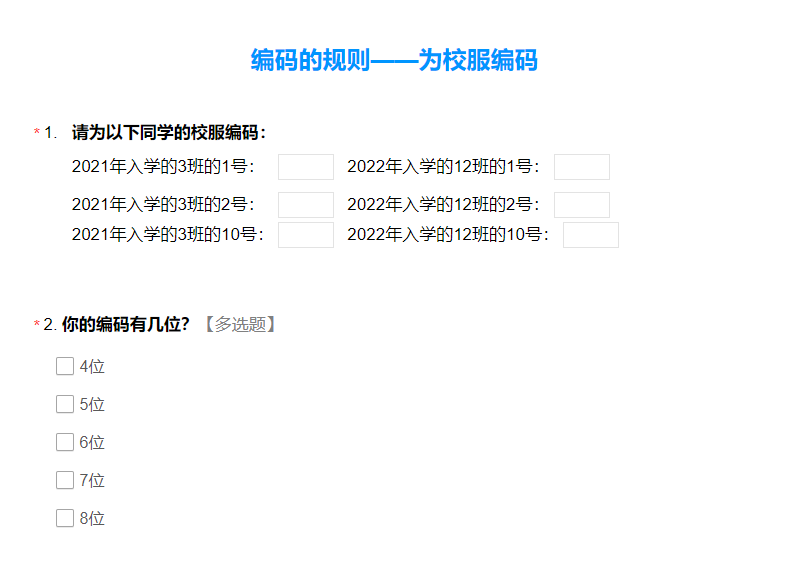 编码的规则——为校服编码
* 1. 请为以下同学的校服编码：
2021年入学的3班的1号： 2022年入学的12班的1号：
2021年入学的3班的2号： 2022年入学的12班的2号：
2021年入学的3班的10号： 2022年入学的12班的10号：
* 2. 你的编码有几位？【多选题】
4位
5位
6位
7位
8位